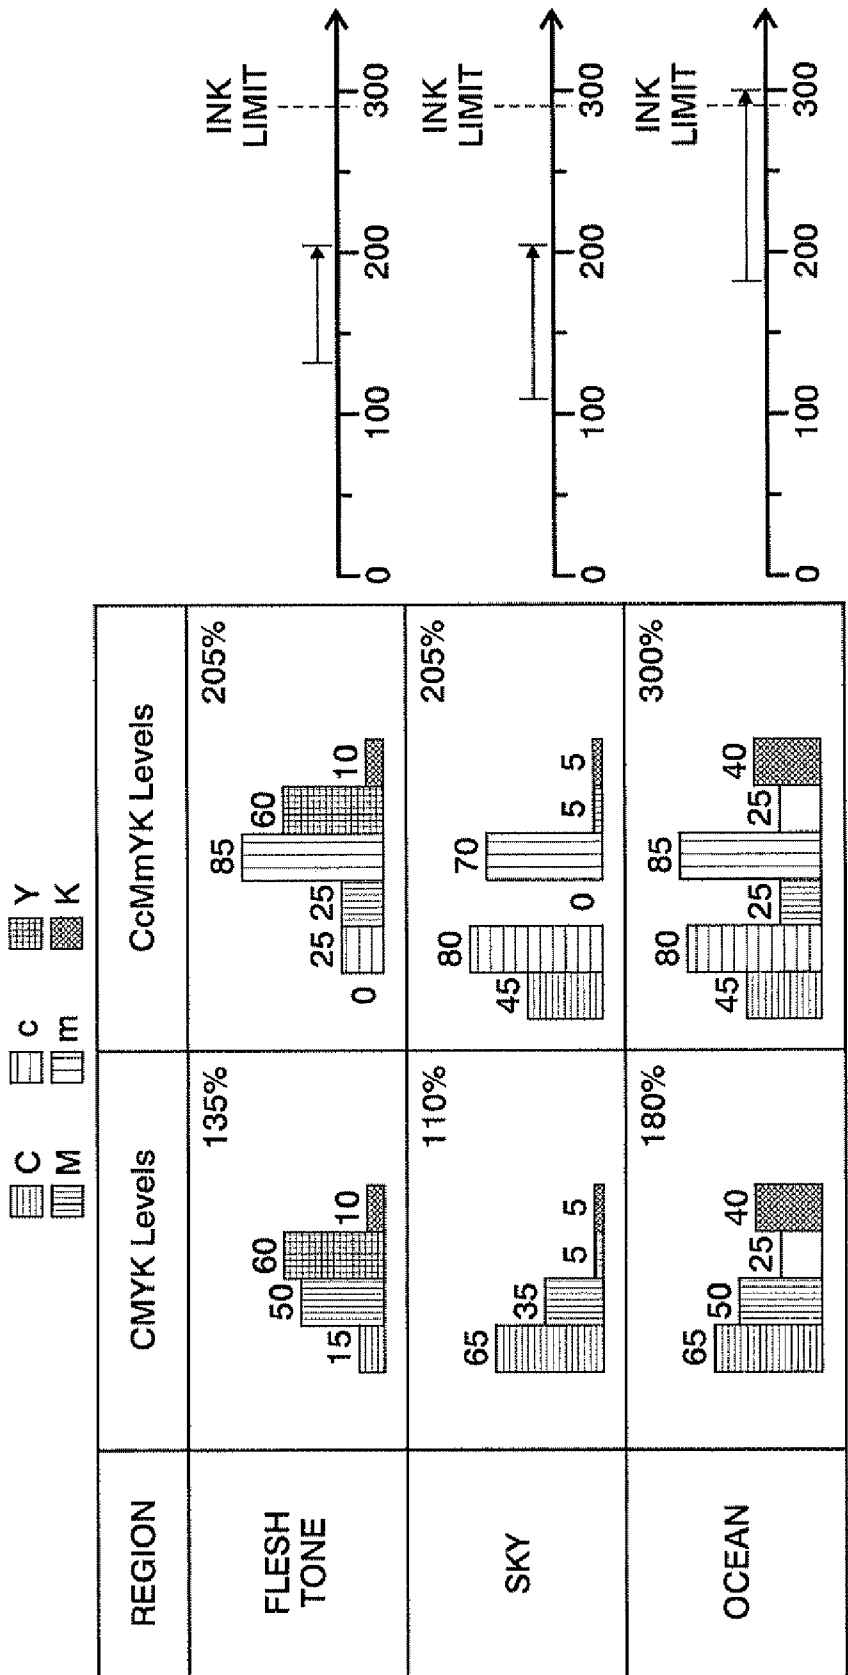 C c Y
M m K
REGION CMYK Levels CcMmYK Levels
FLESH
TONE
135%
15 50 60 10
205%
0 25 25 85 60 10
INK
LIMIT
0 100 200 300
SKY
110%
65 35 5 5
205%
45 80 0 70 5 5
INK
LIMIT
0 100 200 300
OCEAN
180%
65 50 25 40
300%
45 80 25 85 25 40
INK
LIMIT
0 100 200 300